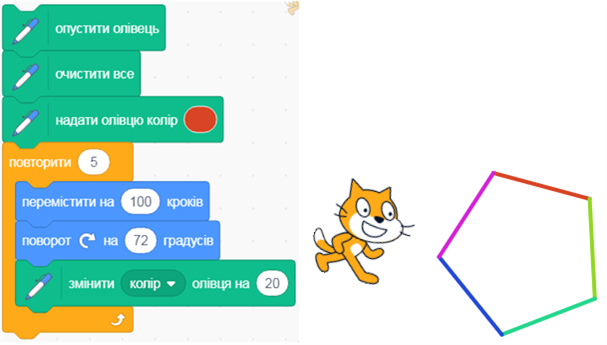 опустити олівець
очистити все
надати олівцю колір
повторити 5
перемістити на 100 кроків
поворот на 72 градусів
змінити колір олівця на 20